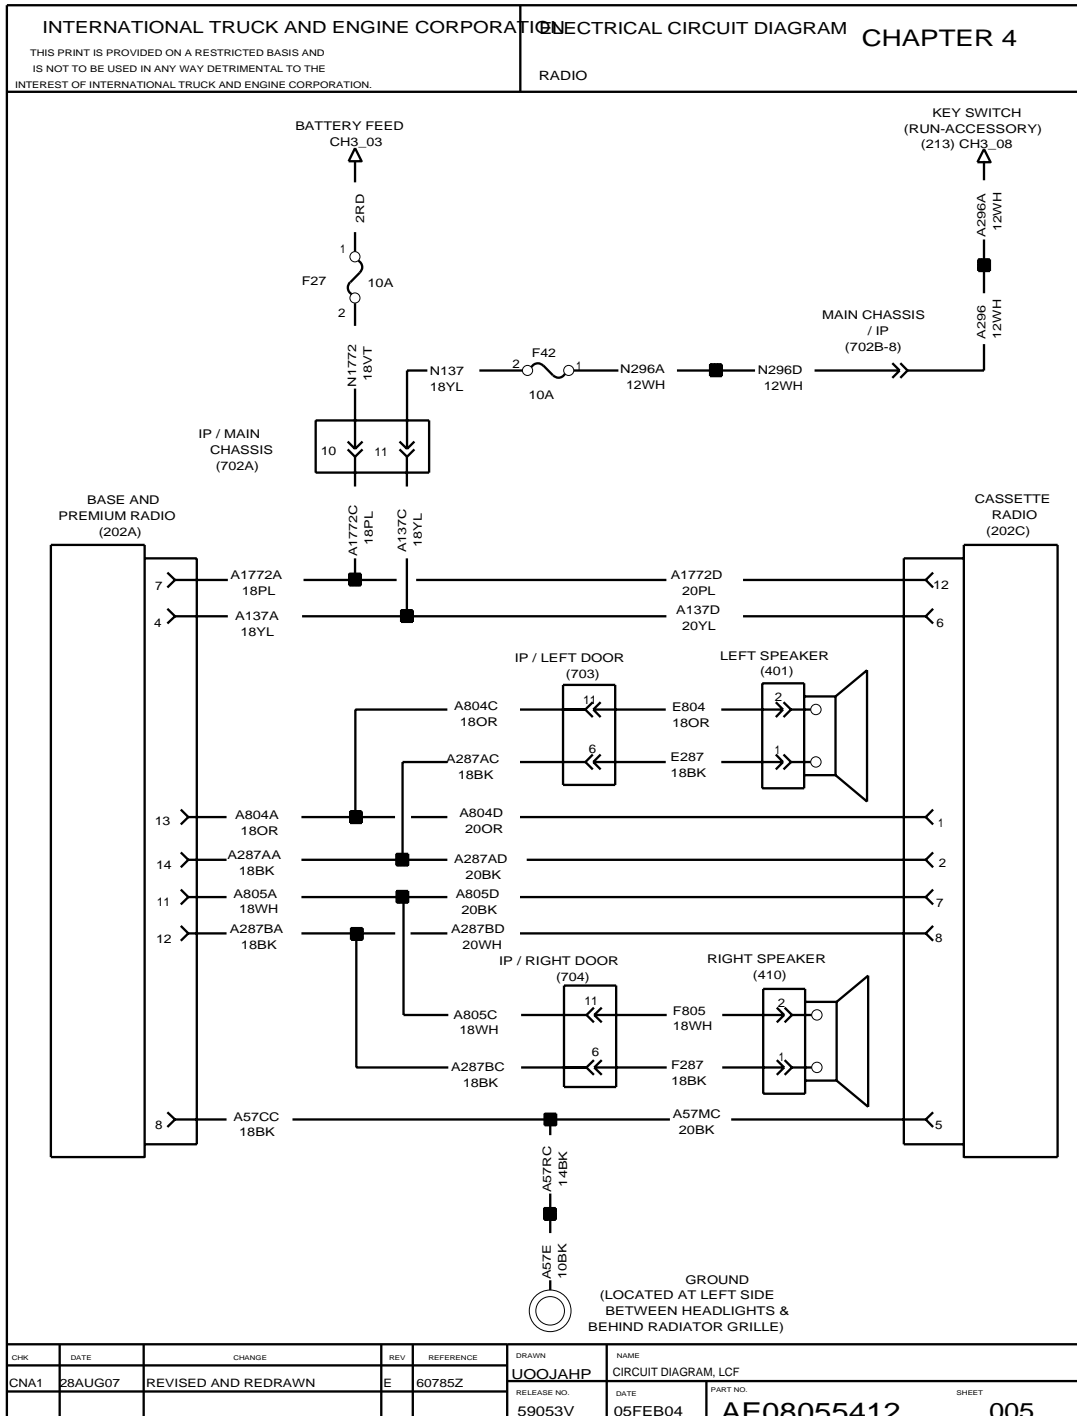 INTERNATIONAL TRUCK AND ENGINE CORPORATION
ELECTRICAL CIRCUIT DIAGRAM
CHAPTER 4
THIS PRINT IS PROVIDED ON A RESTRICTED BASIS AND
IS NOT TO BE USED IN ANY WAY DETRIMENTAL TO THE
INTEREST OF INTERNATIONAL TRUCK AND ENGINE CORPORATION.
RADIO
BATTERY FEED
CH3_03
KEY SWITCH
(RUN-ACCESSORY)
(213) CH3_08
2RD
A296A
12WH
1
F27
10A
2
A296
12WH
MAIN CHASSIS
/ IP
(702B-8)
N1772
18VT
N137
18YL
2
F42
1
10A
N296A
12WH
N296D
12WH
IP / MAIN
CHASSIS
(702A)
10
11
A1772C
18PL
A137C
18YL
BASE AND
PREMIUM RADIO
(202A)
CASSETTE
RADIO
(202C)
7
A1772A
18PL
A1772D
20PL
12
4
A137A
18YL
A137D
20YL
6
IP / LEFT DOOR
(703)
LEFT SPEAKER
(401)
A804C
18OR
11
E804
18OR
2
A287AC
18BK
6
E287
18BK
1
13
A804A
18OR
A804D
20OR
1
14
A287AA
18BK
A287AD
20BK
2
11
A805A
18WH
A805D
20BK
7
12
A287BA
18BK
A287BD
20WH
8
IP / RIGHT DOOR
(704)
RIGHT SPEAKER
(410)
A805C
18WH
11
F805
18WH
2
A287BC
18BK
6
F287
18BK
1
8
A57CC
18BK
A57MC
20BK
5
A57RC
14BK
A57E
10BK
GROUND
(LOCATED AT LEFT SIDE
BETWEEN HEADLIGHTS &
BEHIND RADIATOR GRILLE)
CHK DATE CHANGE REV REFERENCE
CNA1 28AUG07 REVISED AND REDRAWN E 60785Z
DRAWN
UOOJAHP
NAME
CIRCUIT DIAGRAM, LCF
RELEASE NO.
59053V
DATE
05FEB04
PART NO.
AE08055412
SHEET
005